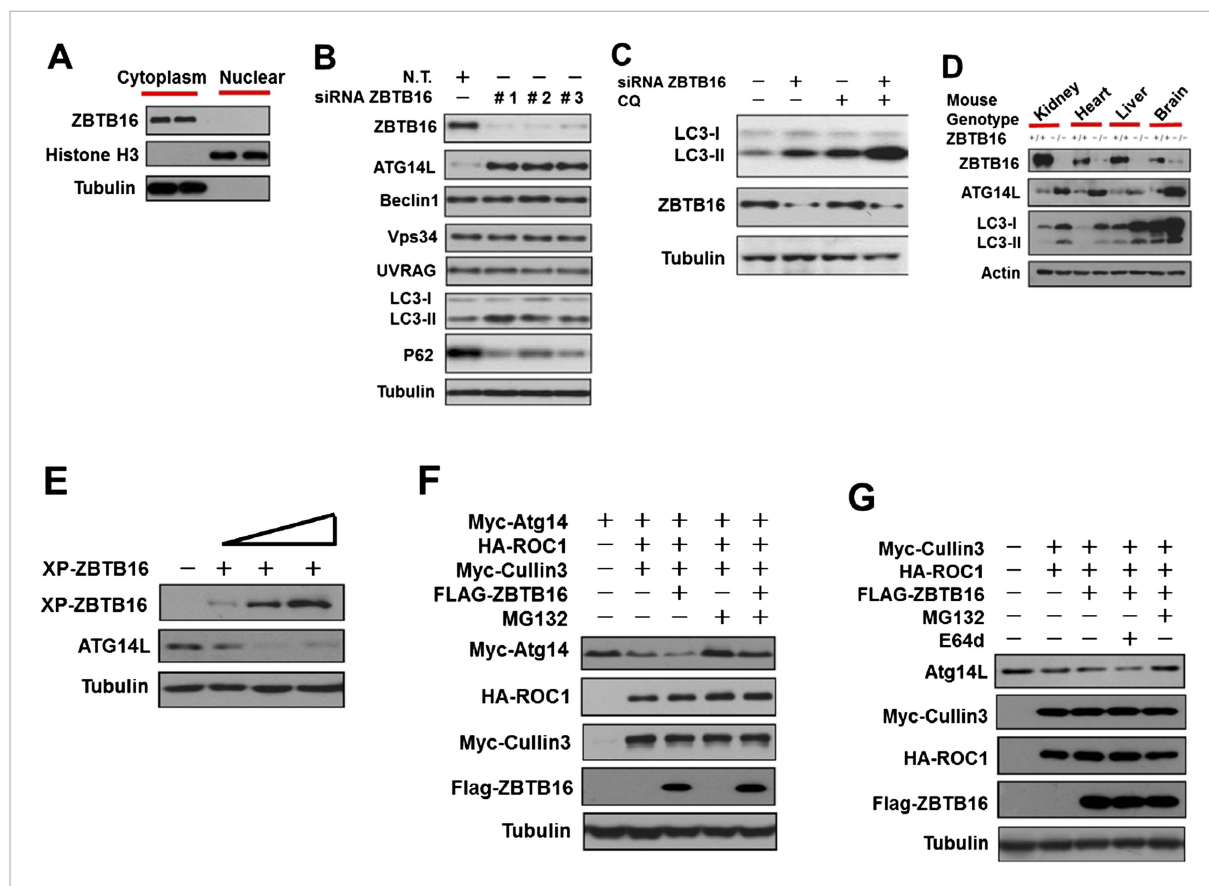 A
Cytoplasm Nuclear
ZBTB16
Histone H3
Tubulin
B
N.T. + – – –
siRNA ZBTB16 – # 1 # 2 # 3
ZBTB16
ATG14L
Beclin1
Vps34
UVRAG
LC3-I
LC3-II
P62
Tubulin
C
siRNA ZBTB16 – + – +
CQ – – + +
LC3-I
LC3-II
ZBTB16
Tubulin
D
Mouse
Genotype Kidney Heart Liver Brain
ZBTB16 +/+ -/- +/+ -/- +/+ -/- +/+ -/-
ZBTB16
ATG14L
LC3-I
LC3-II
Actin
E
XP-ZBTB16 – + + +
XP-ZBTB16
ATG14L
Tubulin
F
Myc-Atg14 + + + + +
HA-ROC1 – + + + +
Myc-Cullin3 – + + + +
FLAG-ZBTB16 – – + – +
MG132 – – – + +
Myc-Atg14
HA-ROC1
Myc-Cullin3
Flag-ZBTB16
Tubulin
G
Myc-Cullin3 – + + + +
HA-ROC1 – + + + +
FLAG-ZBTB16 – – + + +
MG132 – – – – +
E64d – – – + –
Atg14L
Myc-Cullin3
HA-ROC1
Flag-ZBTB16
Tubulin